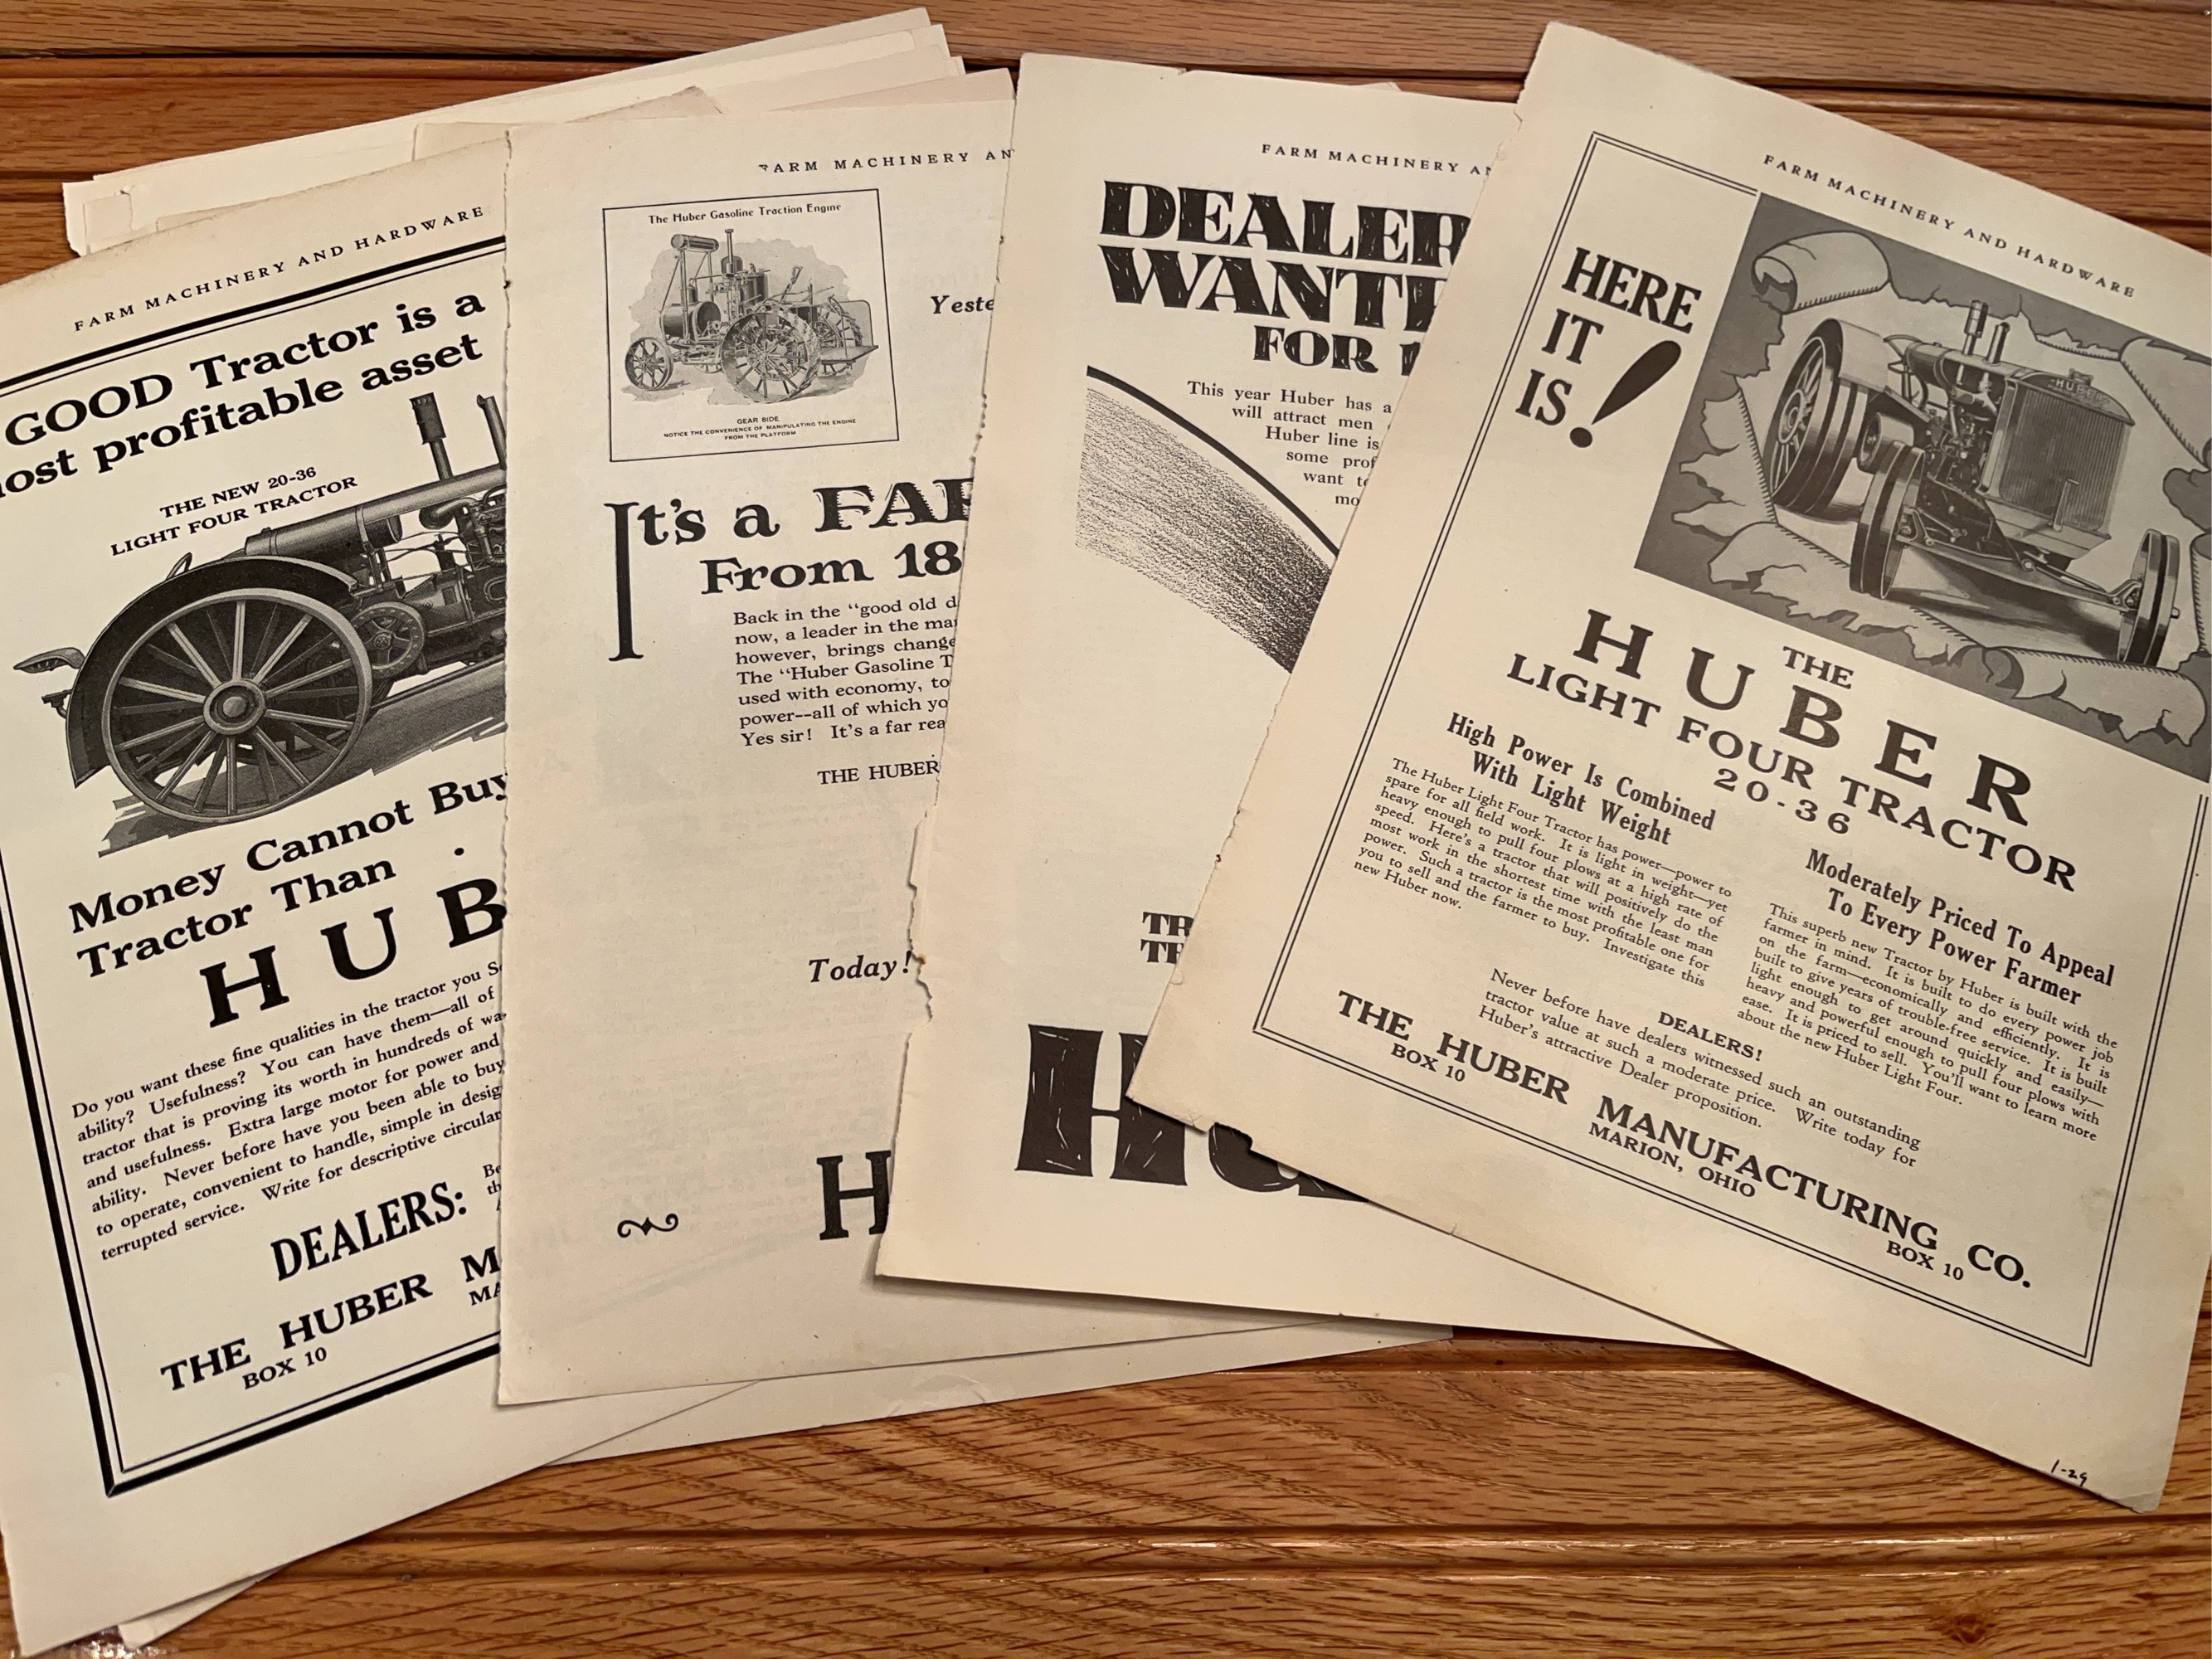 FARM MACHINERY AND HARDWARE
GOOD Tractor is a
ost profitable asset
THE NEW 20-36
LIGHT FOUR TRACTOR
Money Cannot Buy
Tractor Than
HUB
Do you want these fine qualities in the tractor you S
ability? Usefulness? You can have them—all of
tractor that is proving its worth in hundreds of wa
and usefulness. Extra large motor for power and
ability. Never before have you been able to buy
to operate, convenient to handle, simple in desig
terrupted service. Write for descriptive circular
DEALERS:
Be
th
THE HUBER M
BOX 10 MA
FARM MACHINERY AN
The Huber Gasoline Traction Engine
GEAR SIDE
NOTICE THE CONVENIENCE OF MANIPULATING THE ENGINE
FROM THE PLATFORM
Yeste
It's a FAR
From 18
Back in the "good old d
now, a leader in the ma
however, brings change
The "Huber Gasoline T
used with economy, to
power--all of which yo
Yes sir! It's a far rea
THE HUBER
Today!
H
FARM MACHINERY AN
DEALER
WANTE
FOR 1
This year Huber has a
will attract men
Huber line is
some prof
want to
mo
TR
TE
Hu
FARM MACHINERY AND HARDWARE
HERE
IT
IS!
HUBER
THE
HUBER
LIGHT FOUR TRACTOR
20-36
High Power Is Combined
With Light Weight
The Huber Light Four Tractor has power—power to
spare for all field work. It is light in weight—yet
heavy enough to pull four plows at a high rate of
speed. Here's a tractor that will positively do the
most work in the shortest time with the least man
power. Such a tractor is the most profitable one for
you to sell and the farmer to buy. Investigate this
new Huber now.
Moderately Priced To Appeal
To Every Power Farmer
This superb new Tractor by Huber is built with the
farmer in mind. It is built to do every power job
on the farm—economically and efficiently. It is
built to give years of trouble-free service. It is built
light enough to get around quickly and easily—
heavy and powerful enough to pull four plows with
ease. It is priced to sell. You'll want to learn more
about the new Huber Light Four.
DEALERS!
Never before have dealers witnessed such an outstanding
tractor value at such a moderate price. Write today for
Huber's attractive Dealer proposition.
THE HUBER MANUFACTURING CO.
BOX 10 MARION, OHIO BOX 10
1-29